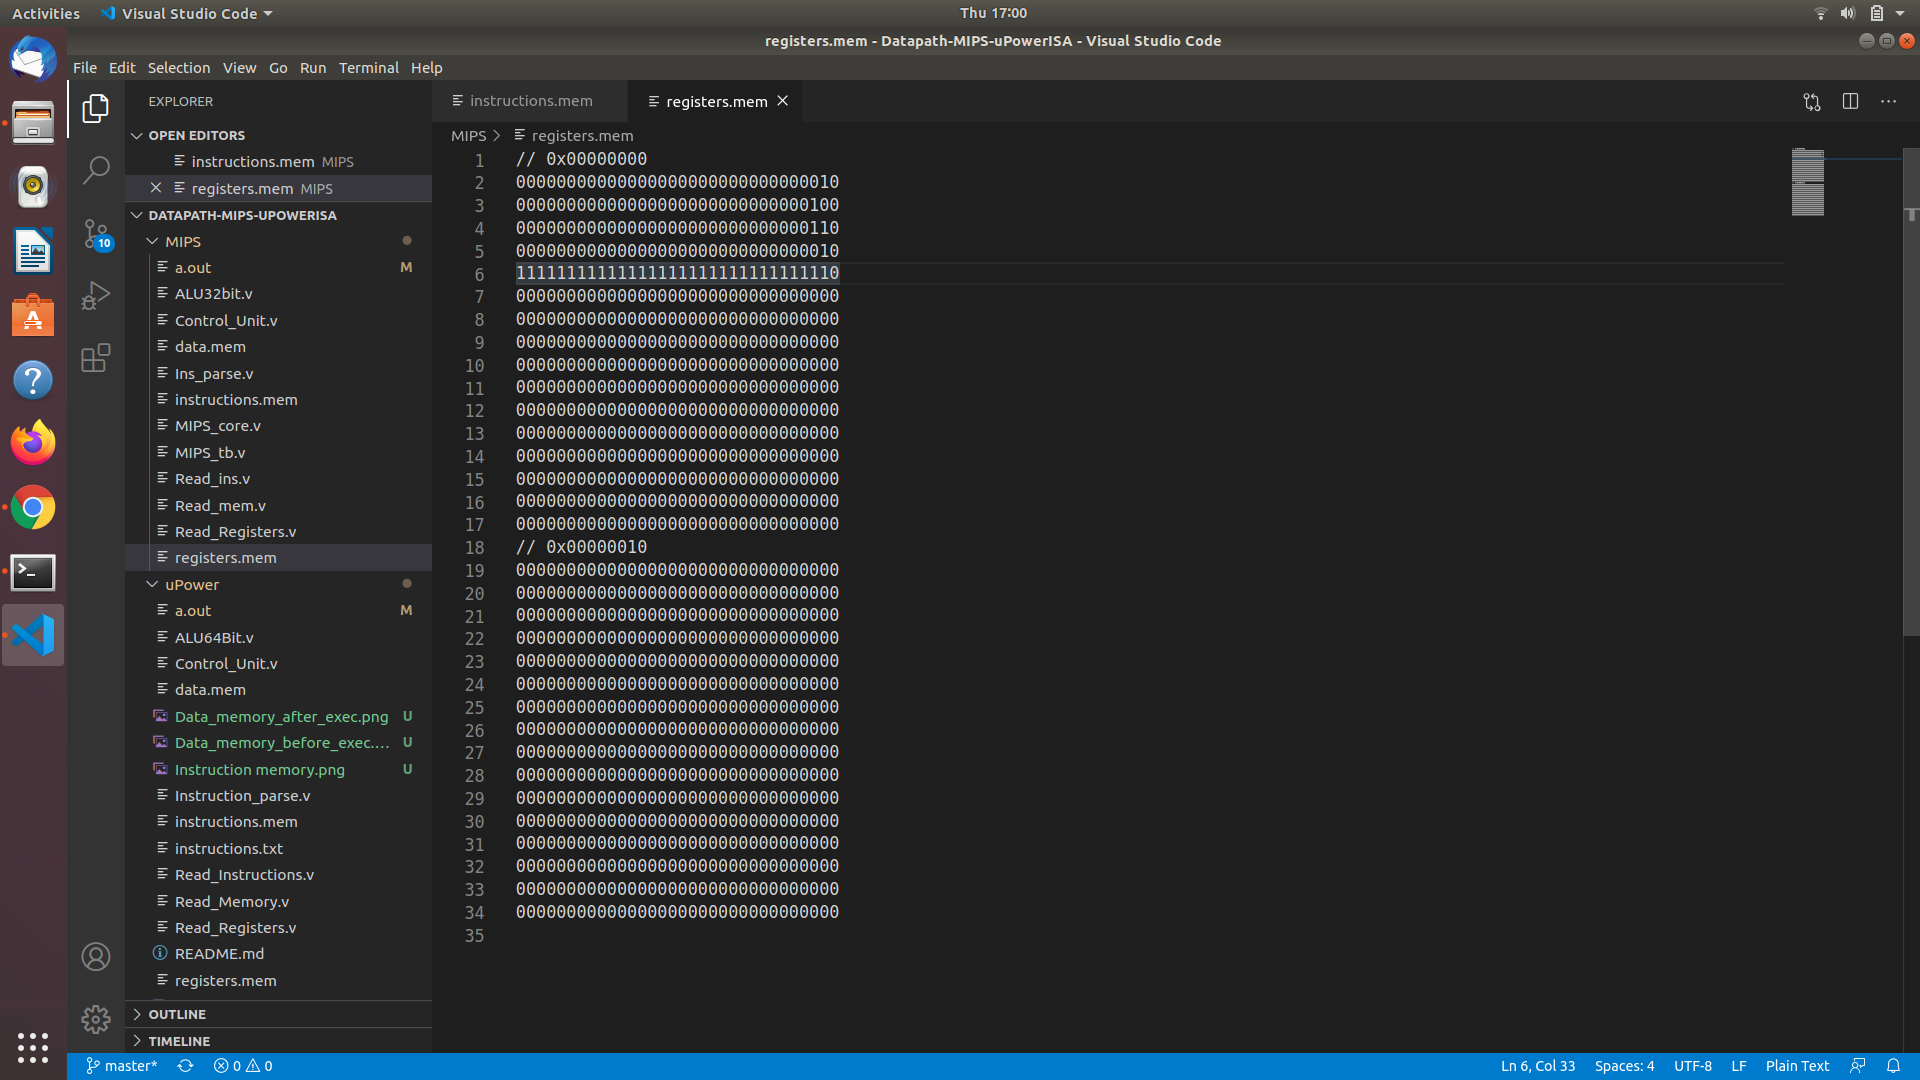 Activities
Visual Studio Code
Thu 17:00
registers.mem - Datapath-MIPS-uPowerISA - Visual Studio Code
File Edit Selection View Go Run Terminal Help
EXPLORER
OPEN EDITORS
instructions.mem MIPS
registers.mem MIPS
DATAPATH-MIPS-UPOWERISA
MIPS
a.out M
ALU32bit.v
Control_Unit.v
data.mem
Ins_parse.v
instructions.mem
MIPS_core.v
MIPS_tb.v
Read_ins.v
Read_mem.v
Read_Registers.v
registers.mem
uPower
a.out M
ALU64Bit.v
Control_Unit.v
data.mem
Data_memory_after_exec.png U
Data_memory_before_exec.... U
Instruction memory.png U
Instruction_parse.v
instructions.mem
instructions.txt
Read_Instructions.v
Read_Memory.v
Read_Registers.v
README.md
registers.mem
OUTLINE
TIMELINE
10
instructions.mem
registers.mem
MIPS > registers.mem
1 // 0x00000000
2 00000000000000000000000000000010
3 00000000000000000000000000000100
4 00000000000000000000000000000110
5 00000000000000000000000000000010
6 11111111111111111111111111111110
7 00000000000000000000000000000000
8 00000000000000000000000000000000
9 00000000000000000000000000000000
10 00000000000000000000000000000000
11 00000000000000000000000000000000
12 00000000000000000000000000000000
13 00000000000000000000000000000000
14 00000000000000000000000000000000
15 00000000000000000000000000000000
16 00000000000000000000000000000000
17 00000000000000000000000000000000
18 // 0x00000010
19 00000000000000000000000000000000
20 00000000000000000000000000000000
21 00000000000000000000000000000000
22 00000000000000000000000000000000
23 00000000000000000000000000000000
24 00000000000000000000000000000000
25 00000000000000000000000000000000
26 00000000000000000000000000000000
27 00000000000000000000000000000000
28 00000000000000000000000000000000
29 00000000000000000000000000000000
30 00000000000000000000000000000000
31 00000000000000000000000000000000
32 00000000000000000000000000000000
33 00000000000000000000000000000000
34 00000000000000000000000000000000
35
master* 0 0
Ln 6, Col 33 Spaces: 4 UTF-8 LF Plain Text